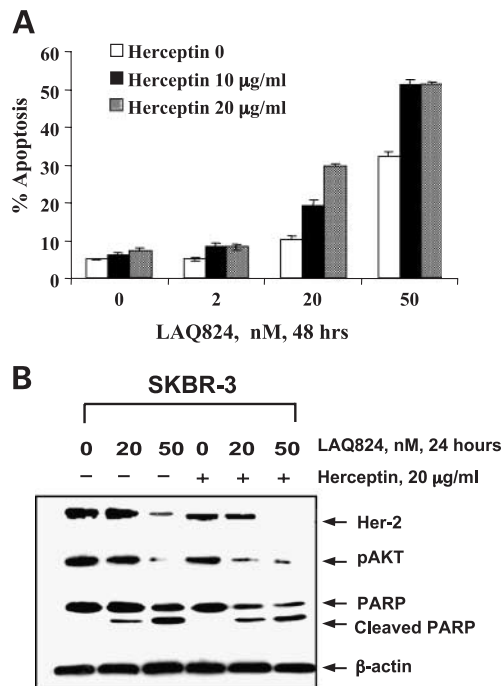 A
60
50
40
30
20
10
0
% Apoptosis
Herceptin 0
Herceptin 10 μg/ml
Herceptin 20 μg/ml
0 2 20 50
LAQ824, nM, 48 hrs
B
SKBR-3
0 20 50 0 20 50 LAQ824, nM, 24 hours
− − − + + + Herceptin, 20 μg/ml
Her-2
pAKT
PARP
Cleaved PARP
β-actin